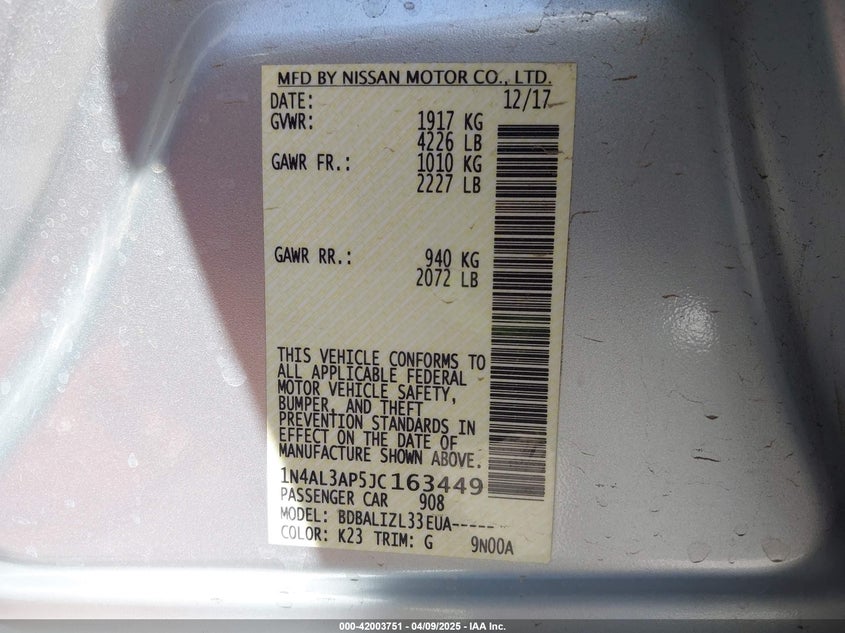 MFD BY NISSAN MOTOR CO., LTD.
DATE: 12/17
GVWR: 1917 KG
4226 LB
GAWR FR.: 1010 KG
2227 LB
GAWR RR.: 940 KG
2072 LB
THIS VEHICLE CONFORMS TO
ALL APPLICABLE FEDERAL
MOTOR VEHICLE SAFETY,
BUMPER, AND THEFT
PREVENTION STANDARDS IN
EFFECT ON THE DATE OF
MANUFACTURE SHOWN ABOVE.
1N4AL3AP5JC163449
PASSENGER CAR 908
MODEL: BDBALIZL33EUA-----
COLOR: K23 TRIM: G 9N00A
000-42003751 - 04/09/2025 - IAA Inc.